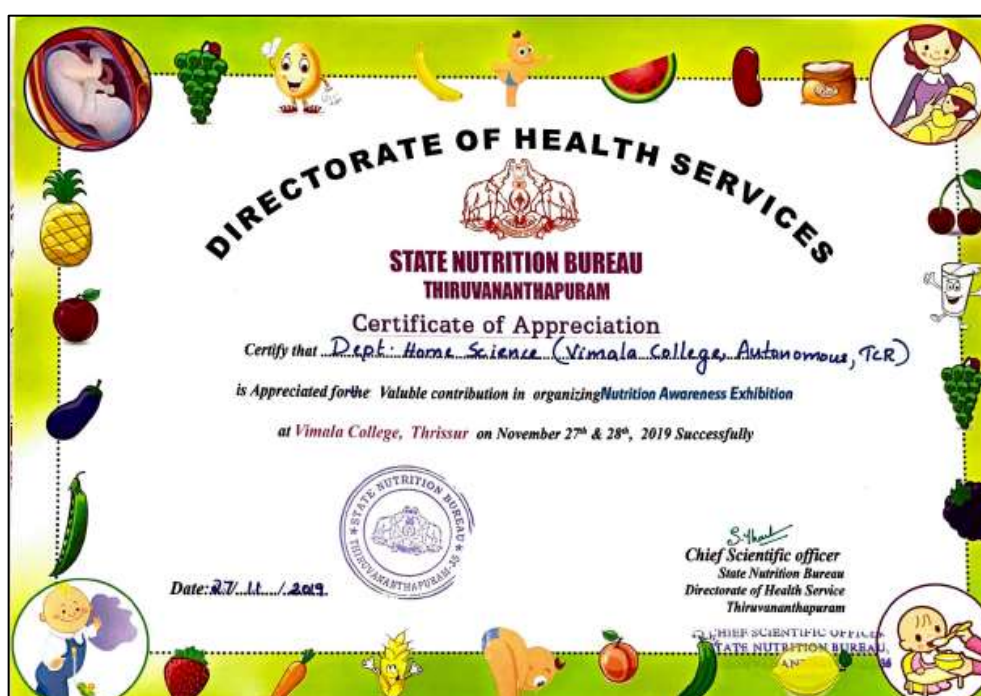 DIRECTORATE OF HEALTH SERVICES
STATE NUTRITION BUREAU
THIRUVANANTHAPURAM
Certificate of Appreciation
Certify that Dept: Home Science (Vimala College, Autonomous, TCR)
is Appreciated forthe Valuble contribution in organizing Nutrition Awareness Exhibition
at Vimala College, Thrissur on November 27th & 28th, 2019 Successfully
STATE NUTRITION BUREAU
THIRUVANANTHAPURAM-35
Chief Scientific officer
State Nutrition Bureau
Directorate of Health Service
Thiruvananthapuram
Date: 27/11/2019
CHIEF SCIENTIFIC OFFICER
STATE NUTRITION BUREAU,